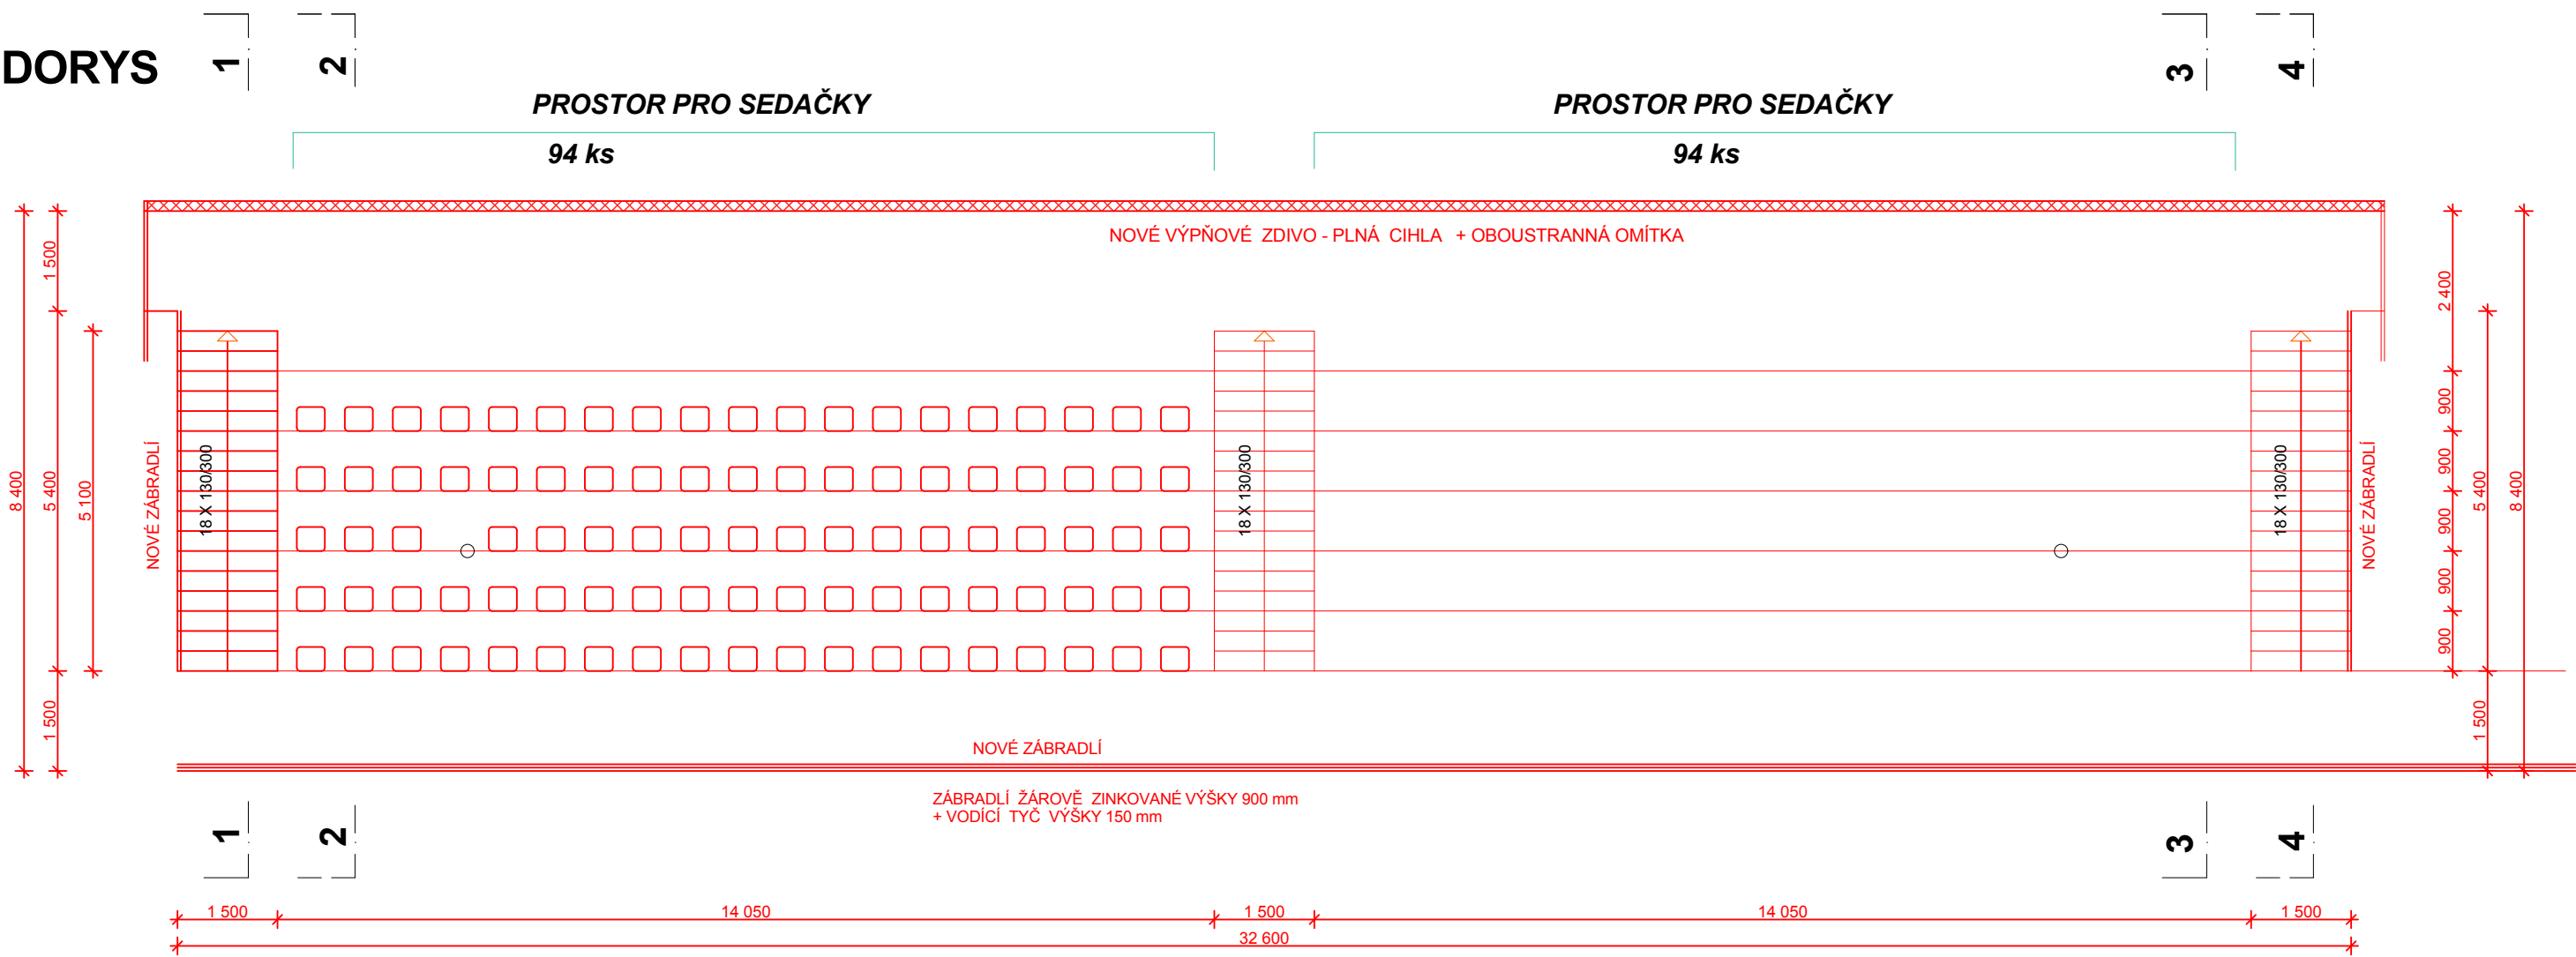 DORYS
1
2
3
4
PROSTOR PRO SEDAČKY
PROSTOR PRO SEDAČKY
94 ks
94 ks
NOVÉ VÝPŇOVÉ ZDIVO - PLNÁ CIHLA + OBOUSTRANNÁ OMÍTKA
8 400
1 500
5 400
1 500
5 100
NOVÉ ZÁBRADLÍ
18 X 130/300
18 X 130/300
18 X 130/300
NOVÉ ZÁBRADLÍ
2 400
900
900
900
900
900
5 400
1 500
8 400
NOVÉ ZÁBRADLÍ
ZÁBRADLÍ ŽÁROVĚ ZINKOVANÉ VÝŠKY 900 mm
+ VODÍCÍ TYČ VÝŠKY 150 mm
1
2
3
4
1 500
14 050
1 500
14 050
1 500
32 600